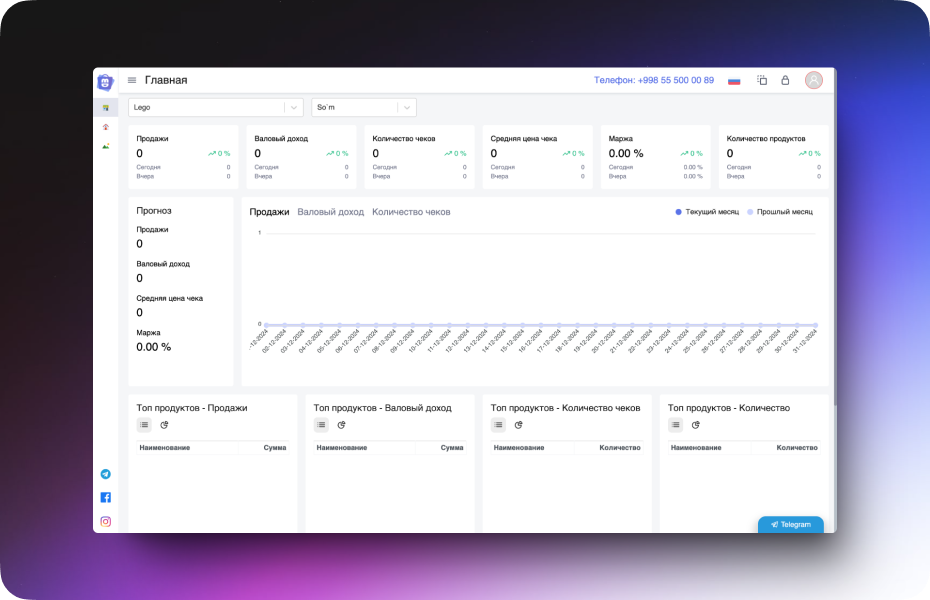 Главная
Телефон: +998 55 500 00 89
Lego
So`m
Продажи
0
0 %
Сегодня 0
Вчера 0
Валовый доход
0
0 %
Сегодня 0
Вчера 0
Количество чеков
0
0 %
Сегодня 0
Вчера 0
Средняя цена чека
0
0 %
Сегодня 0
Вчера 0
Маржа
0.00 %
0 %
Сегодня 0.00 %
Вчера 0.00 %
Количество продуктов
0
0 %
Сегодня 0
Вчера 0
Прогноз
Продажи
0
Валовый доход
0
Средняя цена чека
0
Маржа
0.00 %
Продажи Валовый доход Количество чеков
Текущий месяц Прошлый месяц
1
0
-12-2024
02-12-2024
03-12-2024
04-12-2024
05-12-2024
06-12-2024
07-12-2024
08-12-2024
09-12-2024
10-12-2024
11-12-2024
12-12-2024
13-12-2024
14-12-2024
15-12-2024
16-12-2024
17-12-2024
18-12-2024
19-12-2024
20-12-2024
21-12-2024
22-12-2024
23-12-2024
24-12-2024
25-12-2024
26-12-2024
27-12-2024
28-12-2024
29-12-2024
30-12-2024
31-12-2024
Топ продуктов - Продажи
Наименование Сумма
Топ продуктов - Валовый доход
Наименование Сумма
Топ продуктов - Количество чеков
Наименование Количество
Топ продуктов - Количество
Наименование Количество
Telegram